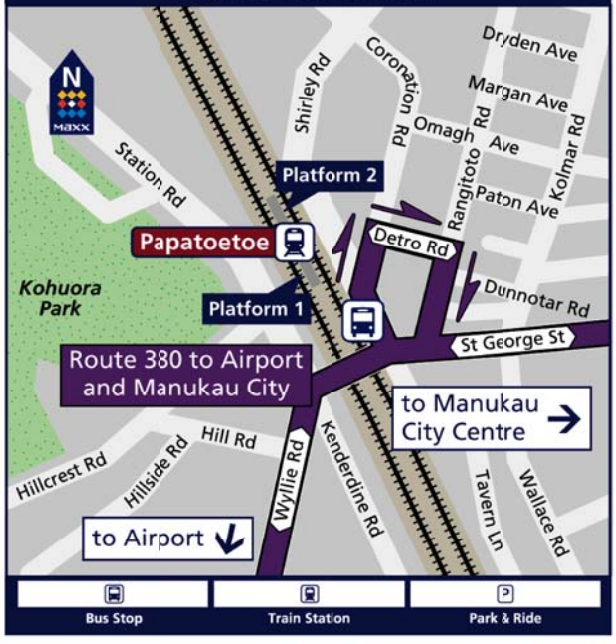 N
maxx
Station Rd
Shirley Rd
Coronation Rd
Dryden Ave
Margan Ave
Omagh Ave
Rangitoto Rd
Kolmar Rd
Paton Ave
Platform 2
Papatoetoe
Detro Rd
Kohuora
Park
Platform 1
Dunnotar Rd
St George St
Route 380 to Airport
and Manukau City
to Manukau
City Centre
Hill Rd
Hillcrest Rd
Hillside Rd
Wyllie Rd
Kenderdine Rd
Tavern Ln
Wallace Rd
to Airport
Bus Stop
Train Station
P
Park & Ride